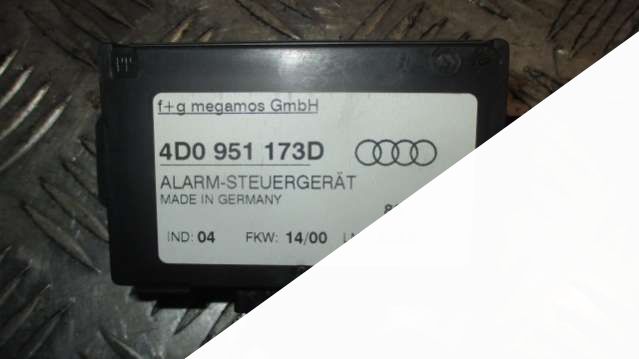 f+g megamos GmbH
4D0 951 173D
ALARM-STEUERGERÄT
MADE IN GERMANY
IND: 04 FKW: 14/00